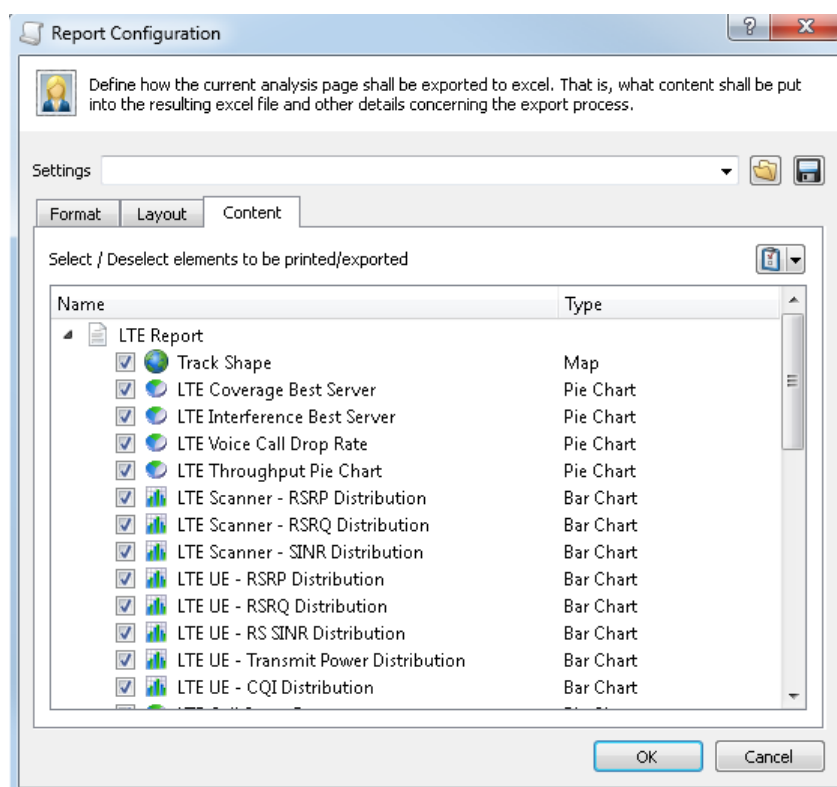 Report Configuration
Define how the current analysis page shall be exported to excel. That is, what content shall be put
into the resulting excel file and other details concerning the export process.
Settings
Format Layout Content
Select / Deselect elements to be printed/exported
Name Type
LTE Report
Track Shape Map
LTE Coverage Best Server Pie Chart
LTE Interference Best Server Pie Chart
LTE Voice Call Drop Rate Pie Chart
LTE Throughput Pie Chart Pie Chart
LTE Scanner - RSRP Distribution Bar Chart
LTE Scanner - RSRQ Distribution Bar Chart
LTE Scanner - SINR Distribution Bar Chart
LTE UE - RSRP Distribution Bar Chart
LTE UE - RSRQ Distribution Bar Chart
LTE UE - RS SINR Distribution Bar Chart
LTE UE - Transmit Power Distribution Bar Chart
LTE UE - CQI Distribution Bar Chart
OK Cancel